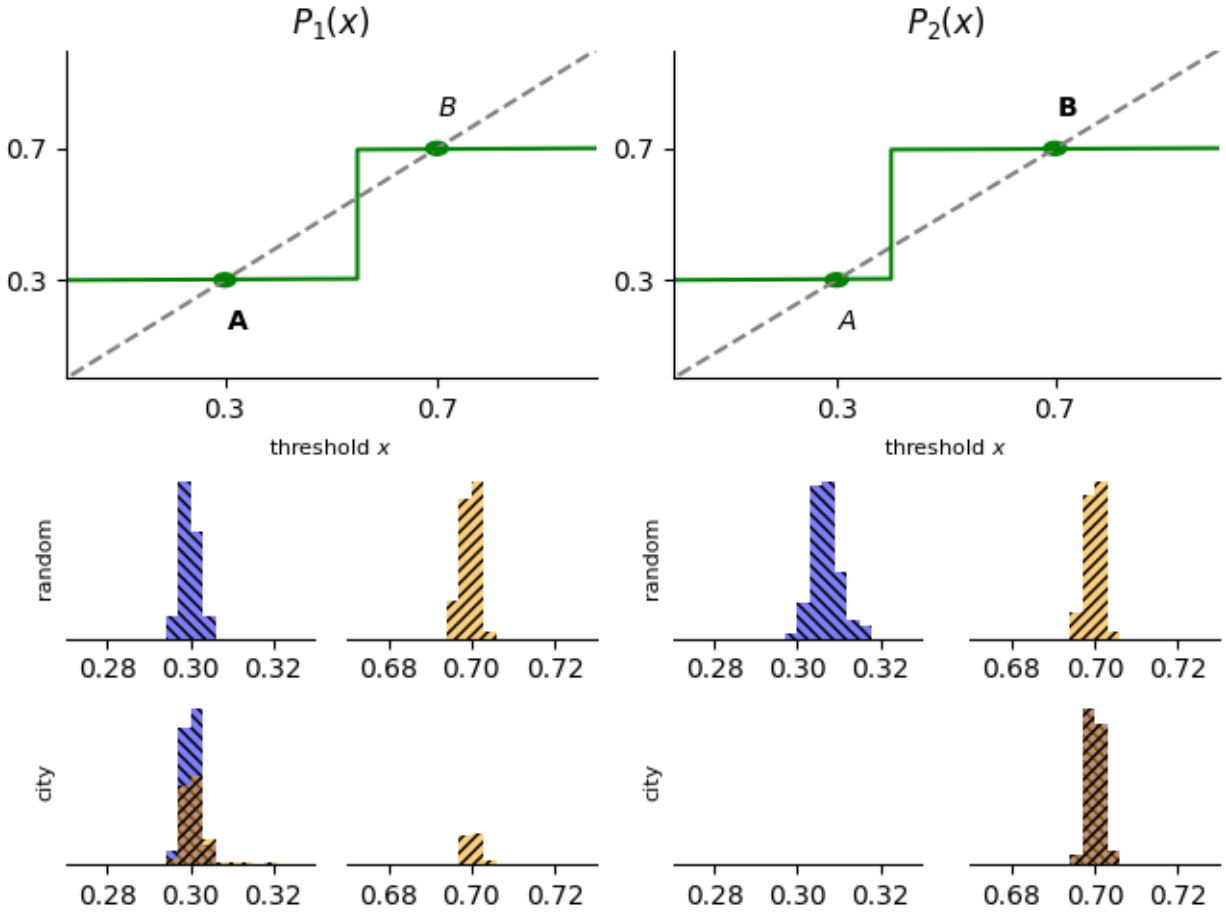 P₁(x) P₂(x)
B B
0.7 0.7
0.3 0.3
A A
0.3 0.7 0.3 0.7
threshold x threshold x
random random
0.28 0.30 0.32 0.68 0.70 0.72 0.28 0.30 0.32 0.68 0.70 0.72
city city
0.28 0.30 0.32 0.68 0.70 0.72 0.28 0.30 0.32 0.68 0.70 0.72